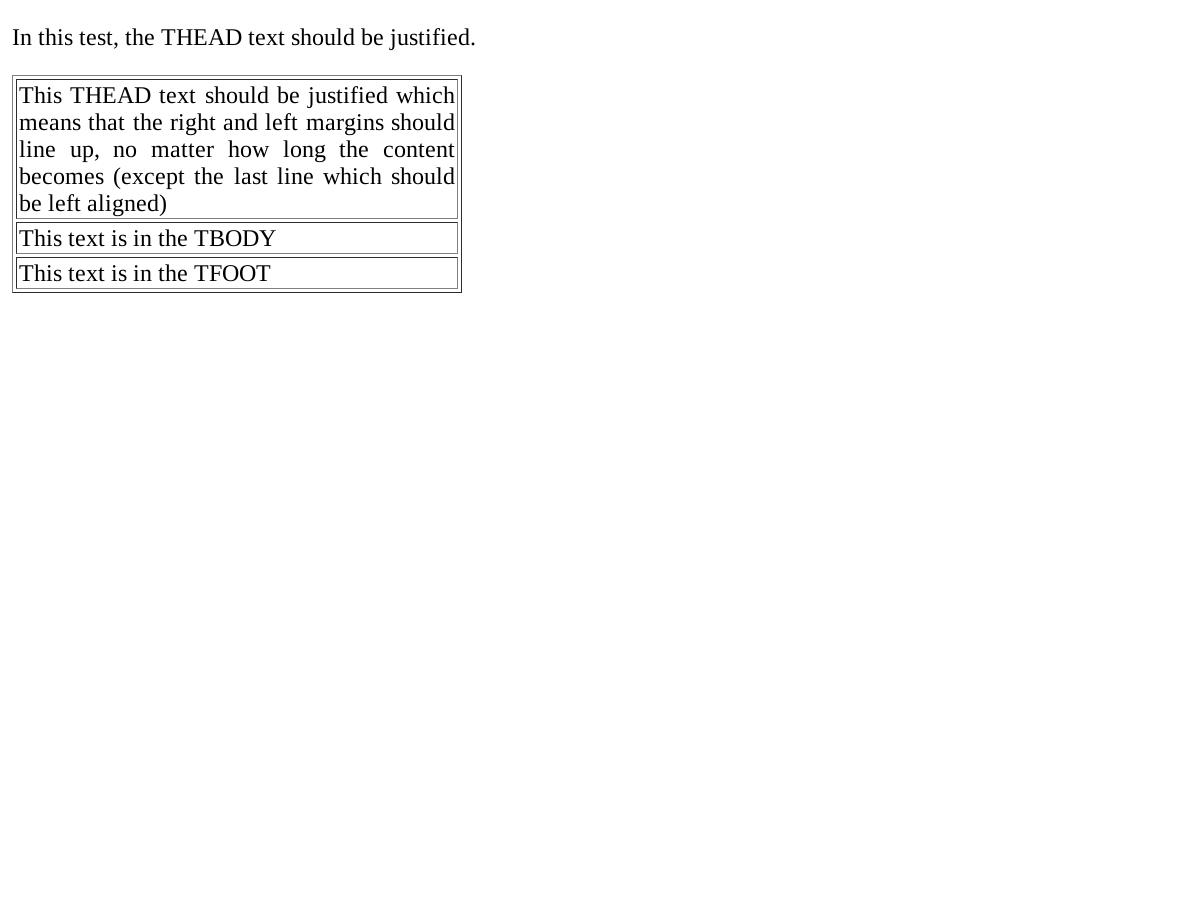 In this test, the THEAD text should be justified.
This THEAD text should be justified which
means that the right and left margins should
line up, no matter how long the content
becomes (except the last line which should
be left aligned)
This text is in the TBODY
This text is in the TFOOT